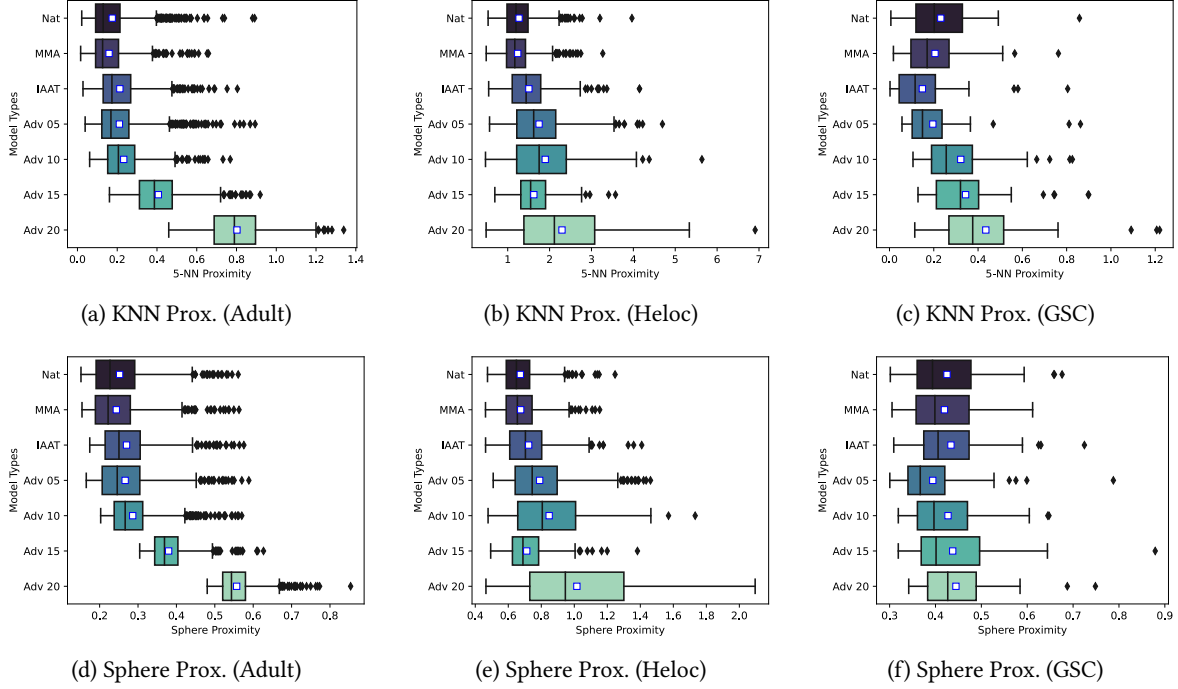 Model Types
Nat
MMA
IAAT
Adv 05
Adv 10
Adv 15
Adv 20
0.0 0.2 0.4 0.6 0.8 1.0 1.2 1.4
5-NN Proximity
(a) KNN Prox. (Adult)
Model Types
Nat
MMA
IAAT
Adv 05
Adv 10
Adv 15
Adv 20
1 2 3 4 5 6 7
5-NN Proximity
(b) KNN Prox. (Heloc)
Model Types
Nat
MMA
IAAT
Adv 05
Adv 10
Adv 15
Adv 20
0.0 0.2 0.4 0.6 0.8 1.0 1.2
5-NN Proximity
(c) KNN Prox. (GSC)
Model Types
Nat
MMA
IAAT
Adv 05
Adv 10
Adv 15
Adv 20
0.2 0.3 0.4 0.5 0.6 0.7 0.8
Sphere Proximity
(d) Sphere Prox. (Adult)
Model Types
Nat
MMA
IAAT
Adv 05
Adv 10
Adv 15
Adv 20
0.4 0.6 0.8 1.0 1.2 1.4 1.6 1.8 2.0
Sphere Proximity
(e) Sphere Prox. (Heloc)
Model Types
Nat
MMA
IAAT
Adv 05
Adv 10
Adv 15
Adv 20
0.3 0.4 0.5 0.6 0.7 0.8 0.9
Sphere Proximity
(f) Sphere Prox. (GSC)